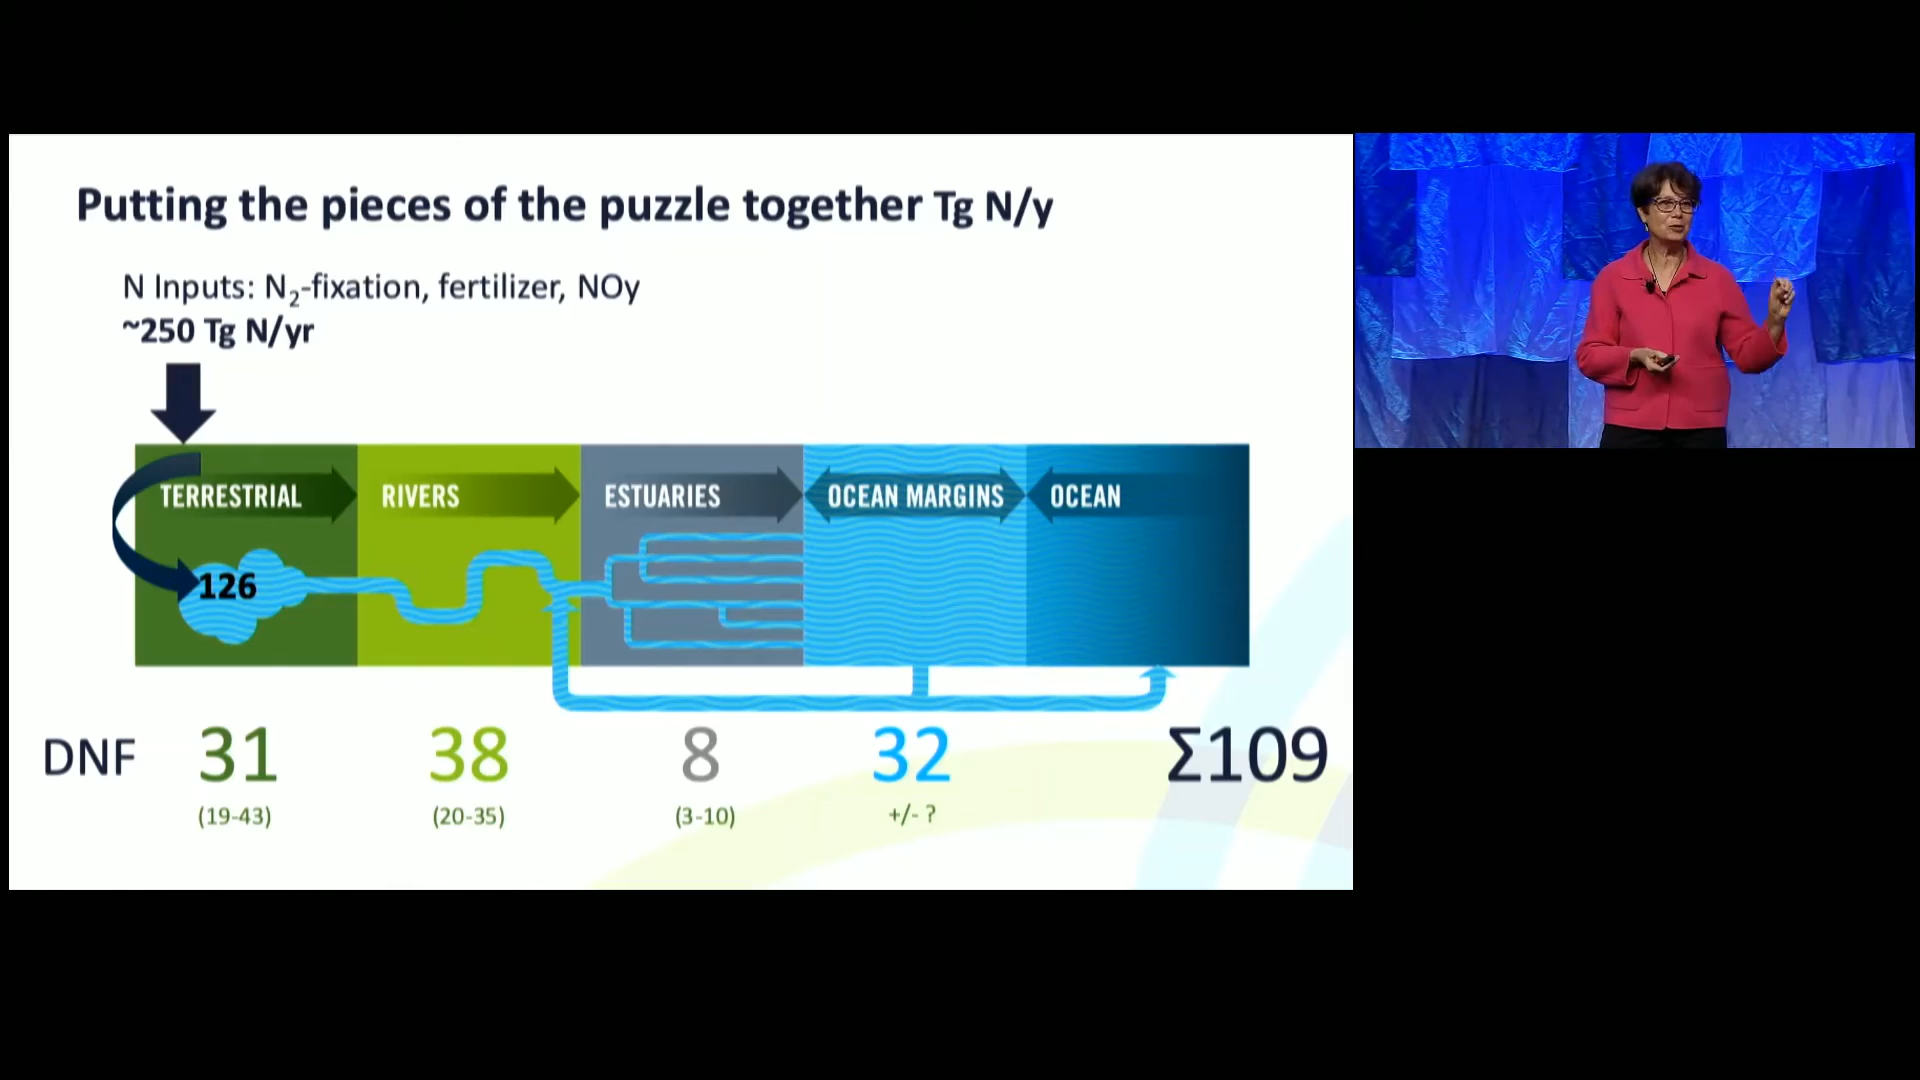 Putting the pieces of the puzzle together Tg N/y
N Inputs: N₂-fixation, fertilizer, NOy
~250 Tg N/yr
TERRESTRIAL
RIVERS
ESTUARIES
OCEAN MARGINS
OCEAN
126
DNF
31
38
8
32
Σ109
(19-43)
(20-35)
(3-10)
+/- ?